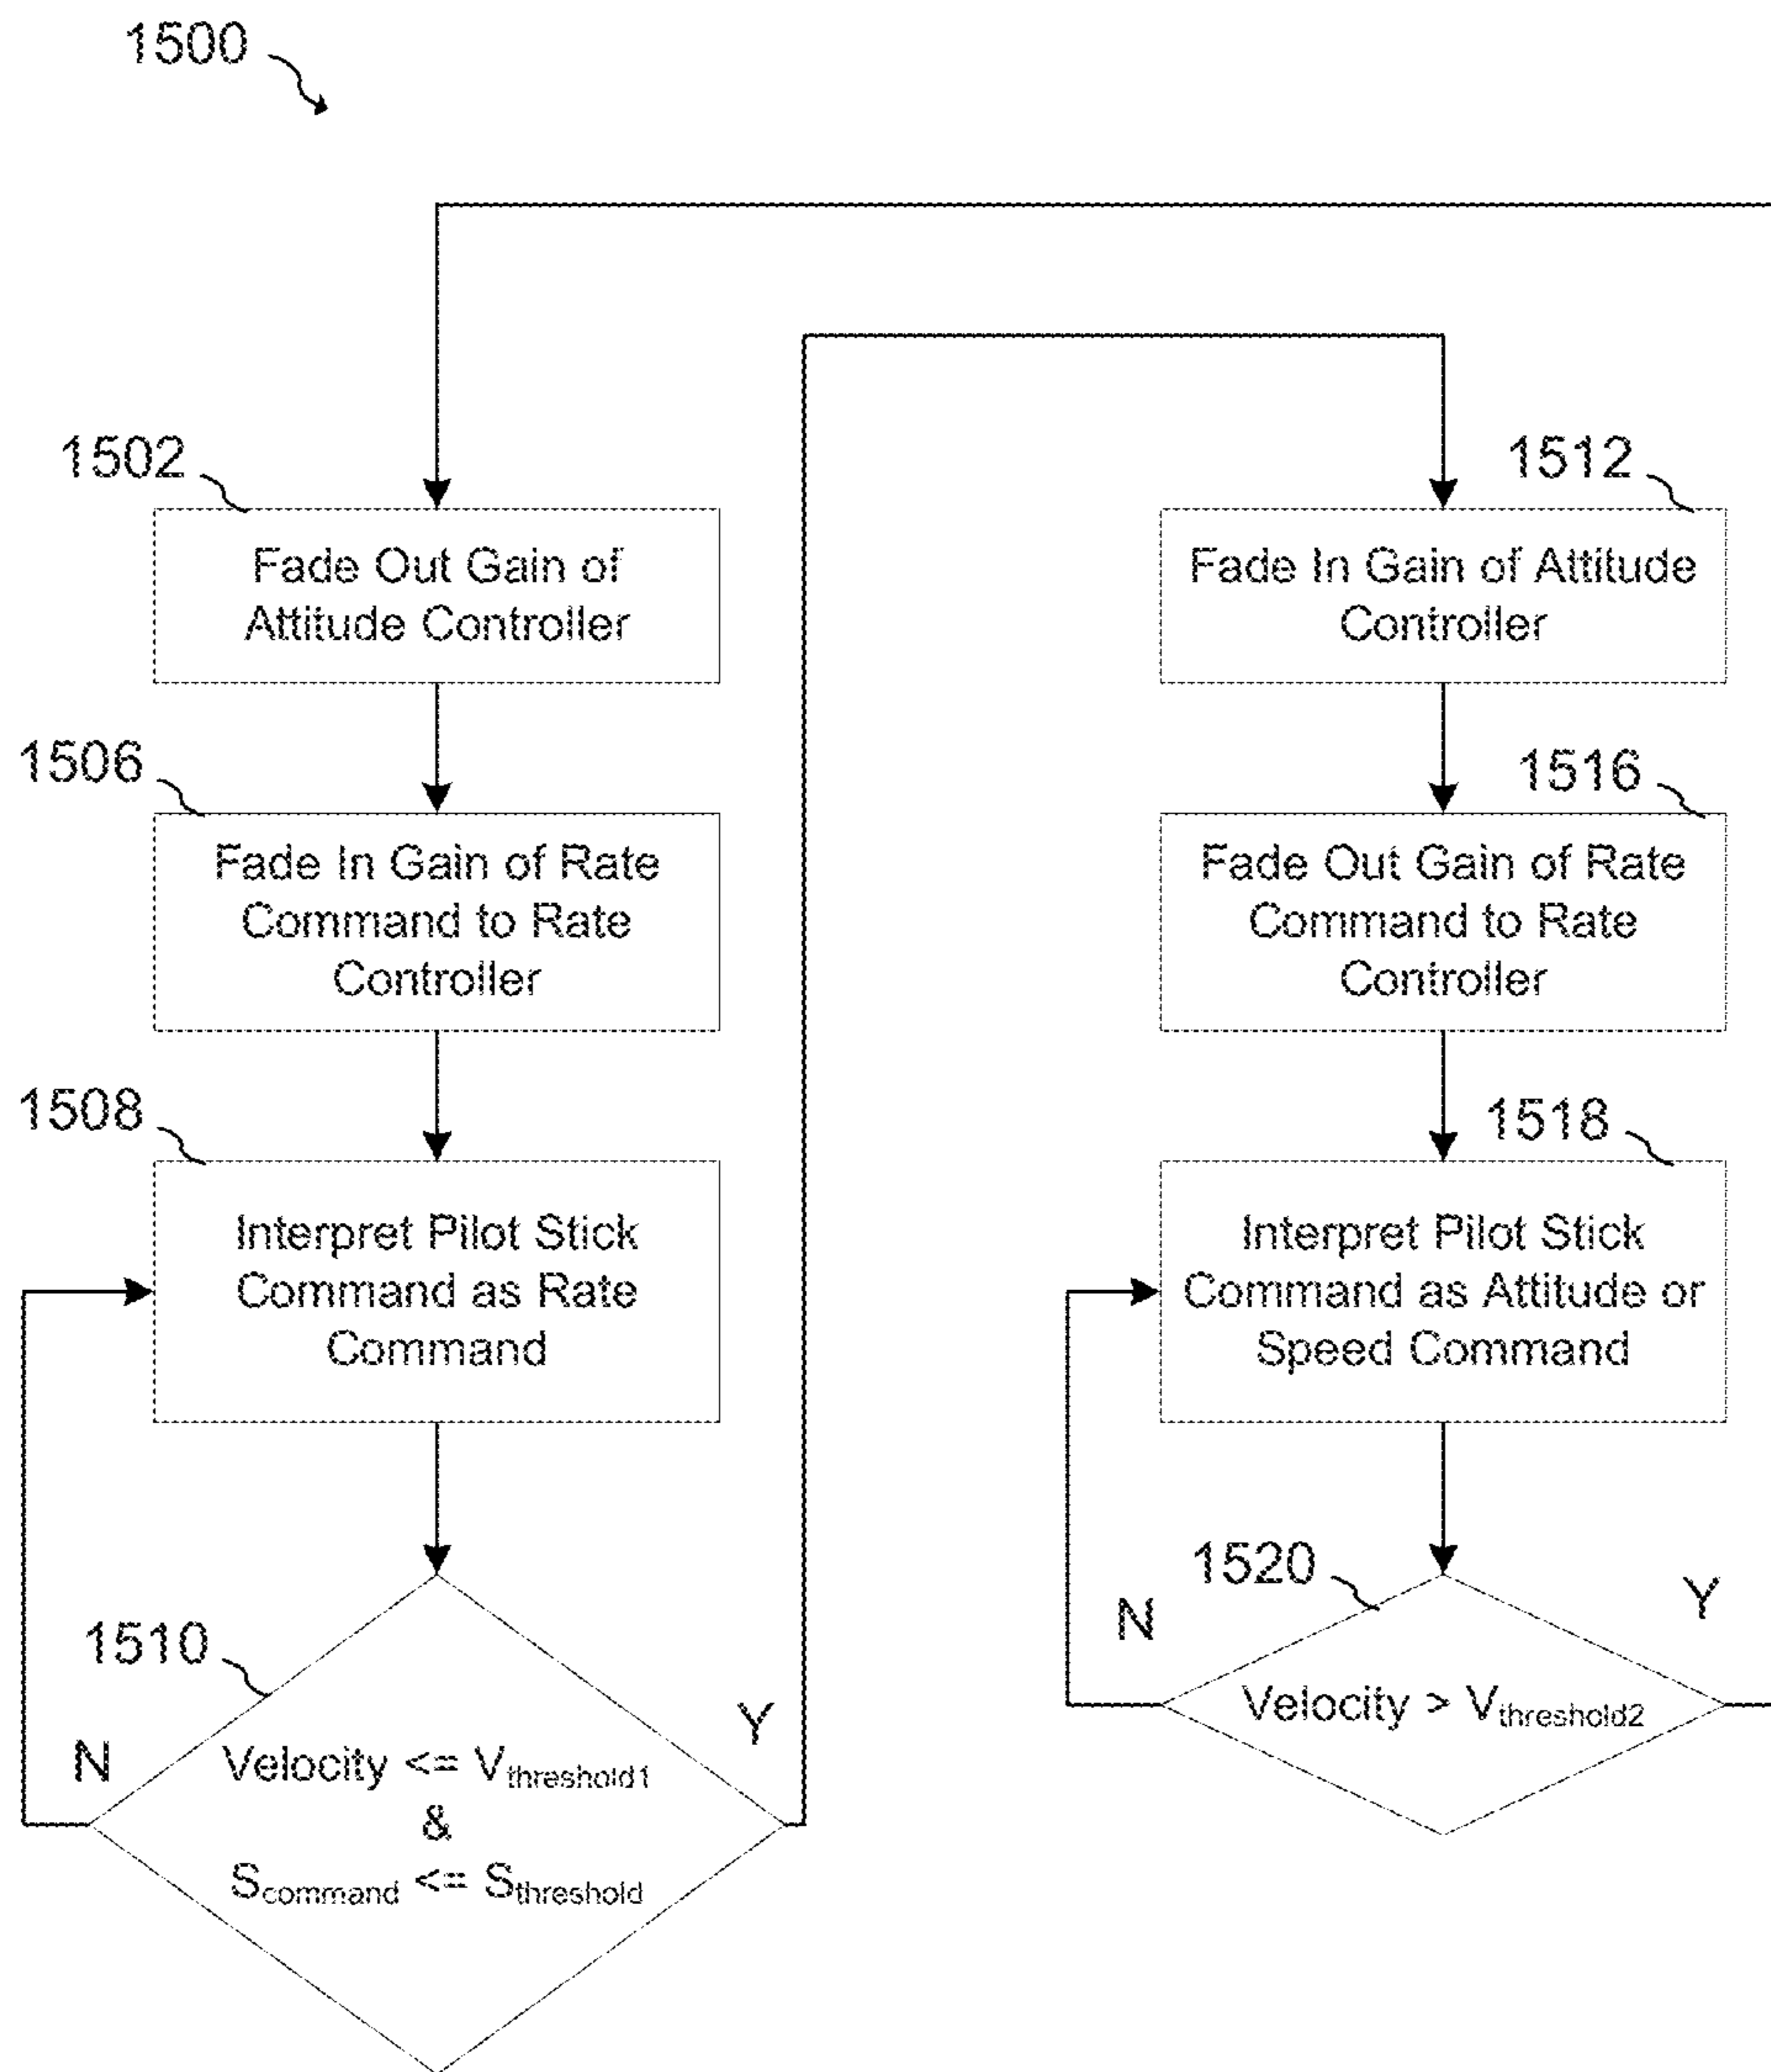 1500
1502
Fade Out Gain of
Attitude Controller
1506
Fade In Gain of Rate
Command to Rate
Controller
1508
Interpret Pilot Stick
Command as Rate
Command
1510
N
Y
Velocity <= Vthreshold1
&
Scommand <= Sthreshold
1512
Fade In Gain of Attitude
Controller
1516
Fade Out Gain of Rate
Command to Rate
Controller
1518
Interpret Pilot Stick
Command as Attitude or
Speed Command
1520
N
Y
Velocity > Vthreshold2